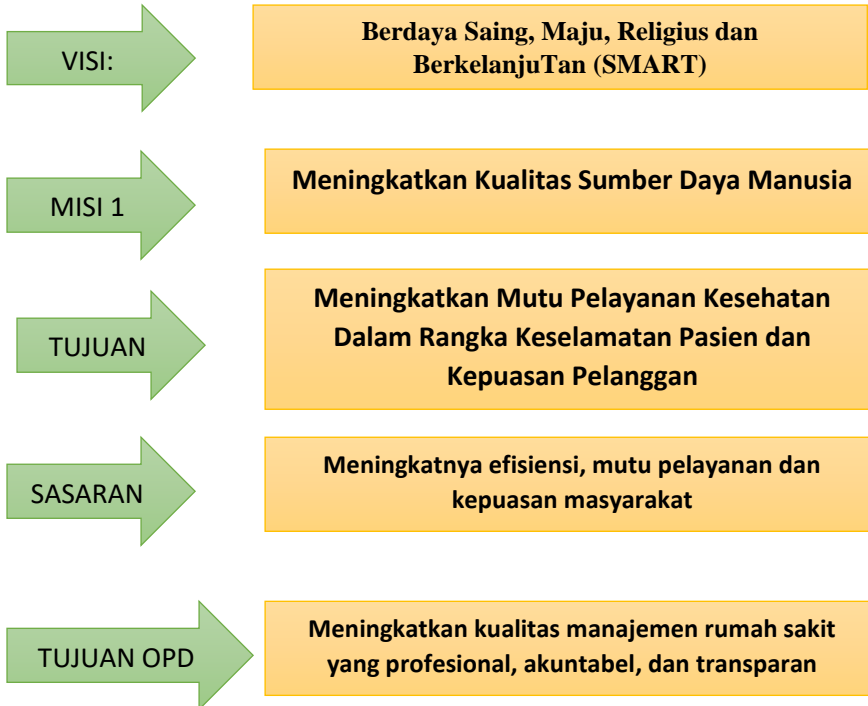 VISI:
Berdaya Saing, Maju, Religius dan
BerkelanjuTan (SMART)
MISI 1
Meningkatkan Kualitas Sumber Daya Manusia
TUJUAN
Meningkatkan Mutu Pelayanan Kesehatan
Dalam Rangka Keselamatan Pasien dan
Kepuasan Pelanggan
SASARAN
Meningkatnya efisiensi, mutu pelayanan dan
kepuasan masyarakat
TUJUAN OPD
Meningkatkan kualitas manajemen rumah sakit
yang profesional, akuntabel, dan transparan